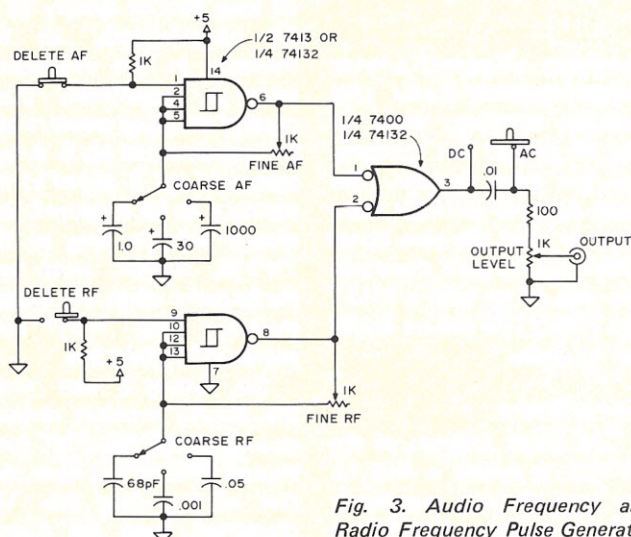 +5
1/2 7413 OR
1/4 74132
DELETE AF
1K
14
1
2
4
5
6
1K
FINE AF
1/4 7400
1/4 74132
DC
AC
.01
1
2
3
100
1K
OUTPUT
LEVEL
OUTPUT
COARSE AF
+
1.0
+
30
+
1000
DELETE RF
1K
+5
9
10
12
13
8
7
1K
FINE RF
COARSE RF
68pF
.001
.05
Fig. 3. Audio Frequency
Radio Frequency Pulse